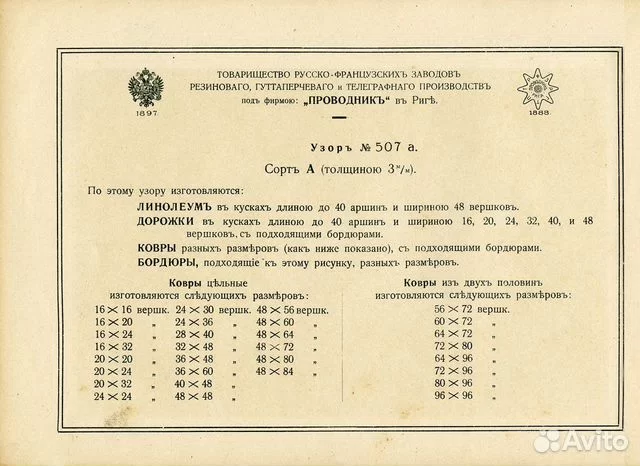 ТОВАРИЩЕСТВО РУССКО-ФРАНЦУЗСКИХЪ ЗАВОДОВЪ
РЕЗИНОВАГО, ГУТТАПЕРЧЕВАГО и ТЕЛЕГРАФНАГО ПРОИЗВОДСТВЪ
подъ фирмою: „ПРОВОДНИКЪ“ въ Ригѣ.
1897.
1888.
Узоръ № 507 а.
Сортъ А (толщиною 3 м/м).
По этому узору изготовляются:
ЛИНОЛЕУМЪ въ кускахъ длиною до 40 аршин и шириною 48 вершковъ.
ДОРОЖКИ въ кускахъ длиною до 40 аршин и шириною 16, 20, 24, 32, 40, и 48
вершковъ, съ подходящими бордюрами.
КОВРЫ разныхъ размѣровъ (какъ ниже показано), съ подходящими бордюрами.
БОРДЮРЫ, подходящіе къ этому рисунку, разныхъ размѣровъ.
Ковры цѣльные
изготовляются слѣдующихъ размѣровъ:
16 × 16 вершк. 24 × 30 вершк. 48 × 56 вершк.
16 × 20 „ 24 × 36 „ 48 × 60 „
16 × 24 „ 28 × 40 „ 48 × 64 „
16 × 32 „ 32 × 48 „ 48 × 72 „
20 × 20 „ 36 × 48 „ 48 × 80 „
20 × 24 „ 36 × 60 „ 48 × 84 „
20 × 32 „ 40 × 48 „
24 × 24 „ 48 × 48 „
Ковры изъ двухъ половин
изготовляются слѣдующихъ размѣровъ:
56 × 72 вершк.
60 × 72 „
64 × 72 „
72 × 80 „
64 × 96 „
72 × 96 „
80 × 96 „
96 × 96 „
Avito